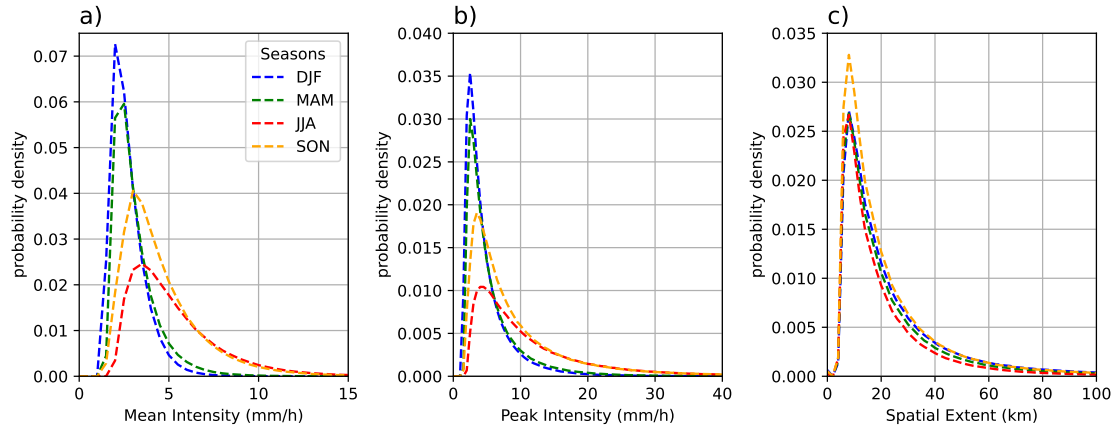 a)
probability density
0.07
0.06
0.05
0.04
0.03
0.02
0.01
0.00
0
5
10
15
Mean Intensity (mm/h)
Seasons
DJF
MAM
JJA
SON
b)
probability density
0.040
0.035
0.030
0.025
0.020
0.015
0.010
0.005
0.000
0
10
20
30
40
Peak Intensity (mm/h)
c)
probability density
0.035
0.030
0.025
0.020
0.015
0.010
0.005
0.000
0
20
40
60
80
100
Spatial Extent (km)